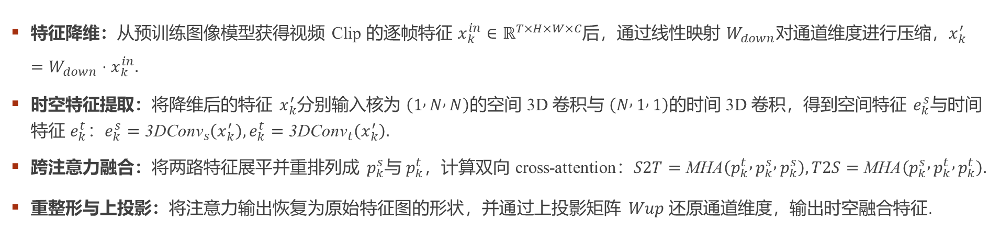 ▪ 特征降维：从预训练图像模型获得视频 Clip 的逐帧特征 $x_k^{in} \in \mathbb{R}^{T \times H \times W \times C}$后，通过线性映射 $W_{down}$对通道维度进行压缩，$x_k'$
$= W_{down} \cdot x_k^{in}$.
▪ 时空特征提取：将降维后的特征 $x_k'$分别输入核为 $(1, N, N)$的空间 3D 卷积与 $(N, 1, 1)$的时间 3D 卷积，得到空间特征 $e_k^s$与时间
特征 $e_k^t$：$e_k^s = 3DConv_s(x_k'), e_k^t = 3DConv_t(x_k')$.
▪ 跨注意力融合：将两路特征展平并重排列成 $p_k^s$与 $p_k^t$，计算双向 cross-attention：$S2T = MHA(p_k^t, p_k^s, p_k^s), T2S = MHA(p_k^s, p_k^t, p_k^t)$.
▪ 重整形与上投影：将注意力输出恢复为原始特征图的形状，并通过上投影矩阵 $Wup$ 还原通道维度，输出时空融合特征.